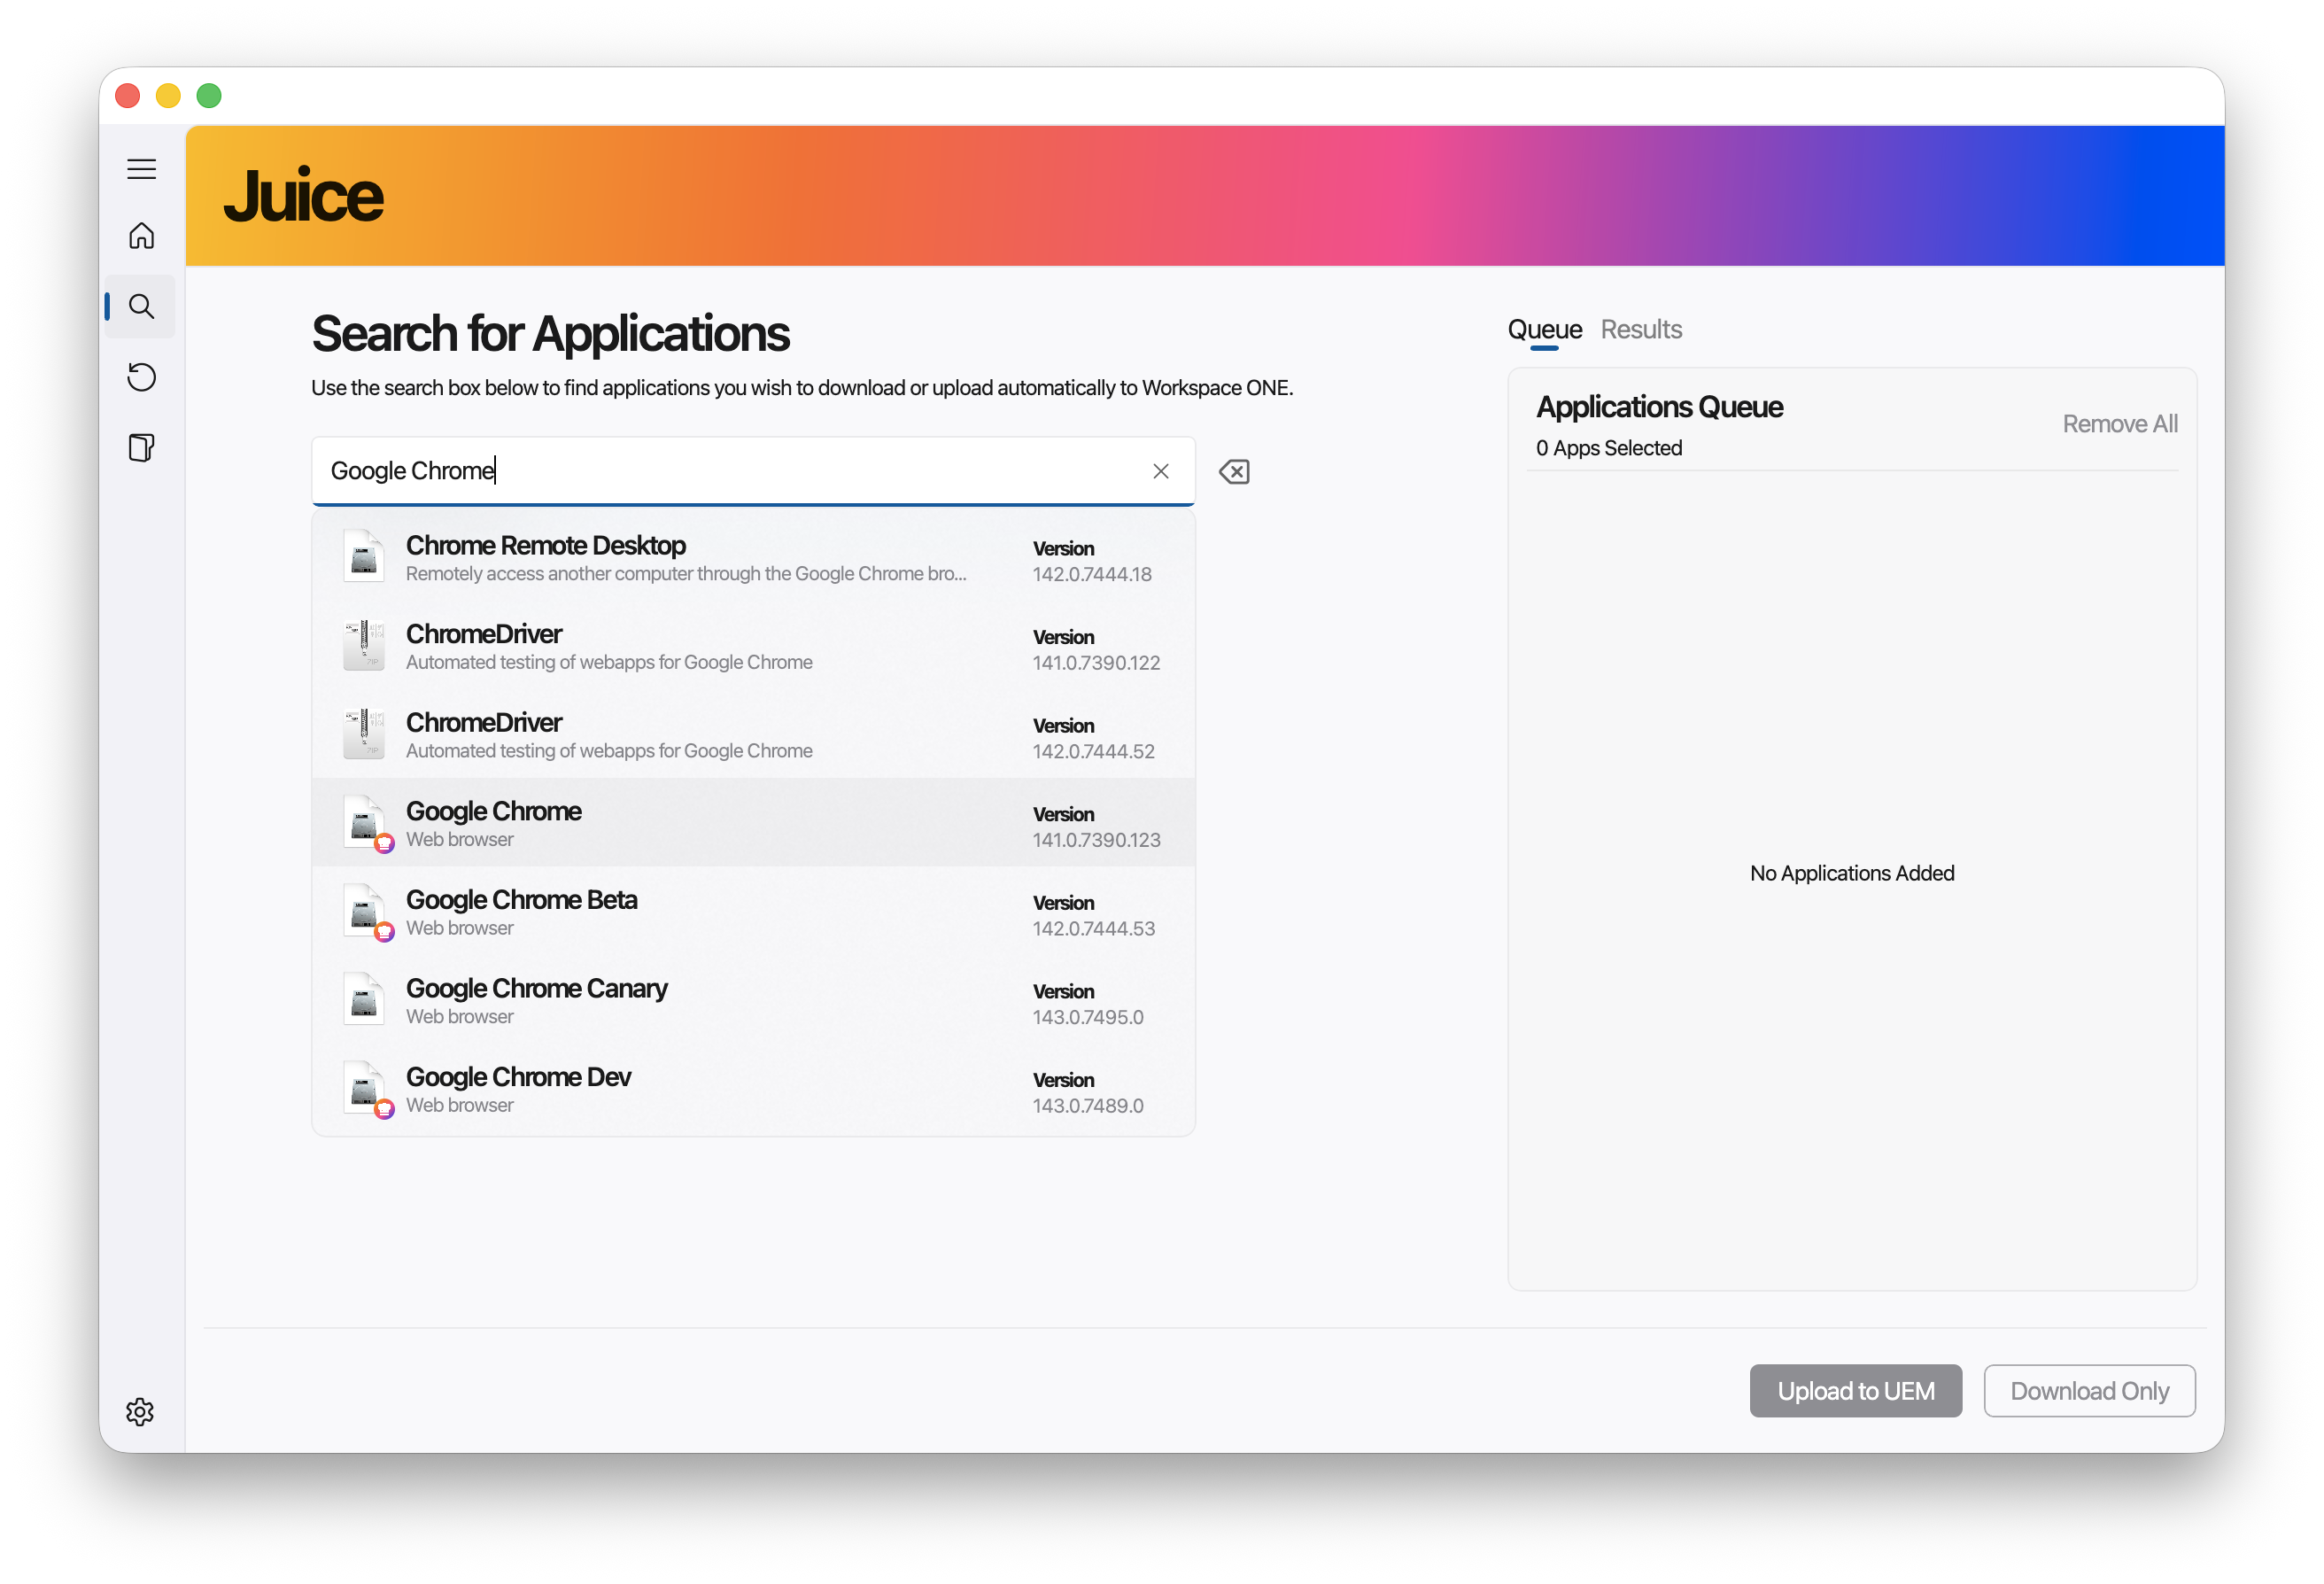 Juice
Search for Applications
Use the search box below to find applications you wish to download or upload automatically to Workspace ONE.
Google Chrome
Chrome Remote Desktop
Remotely access another computer through the Google Chrome bro...
Version
142.0.7444.18
ChromeDriver
Automated testing of webapps for Google Chrome
Version
141.0.7390.122
ChromeDriver
Automated testing of webapps for Google Chrome
Version
142.0.7444.52
Google Chrome
Web browser
Version
141.0.7390.123
Google Chrome Beta
Web browser
Version
142.0.7444.53
Google Chrome Canary
Web browser
Version
143.0.7495.0
Google Chrome Dev
Web browser
Version
143.0.7489.0
Queue Results
Applications Queue
Remove All
0 Apps Selected
No Applications Added
Upload to UEM
Download Only